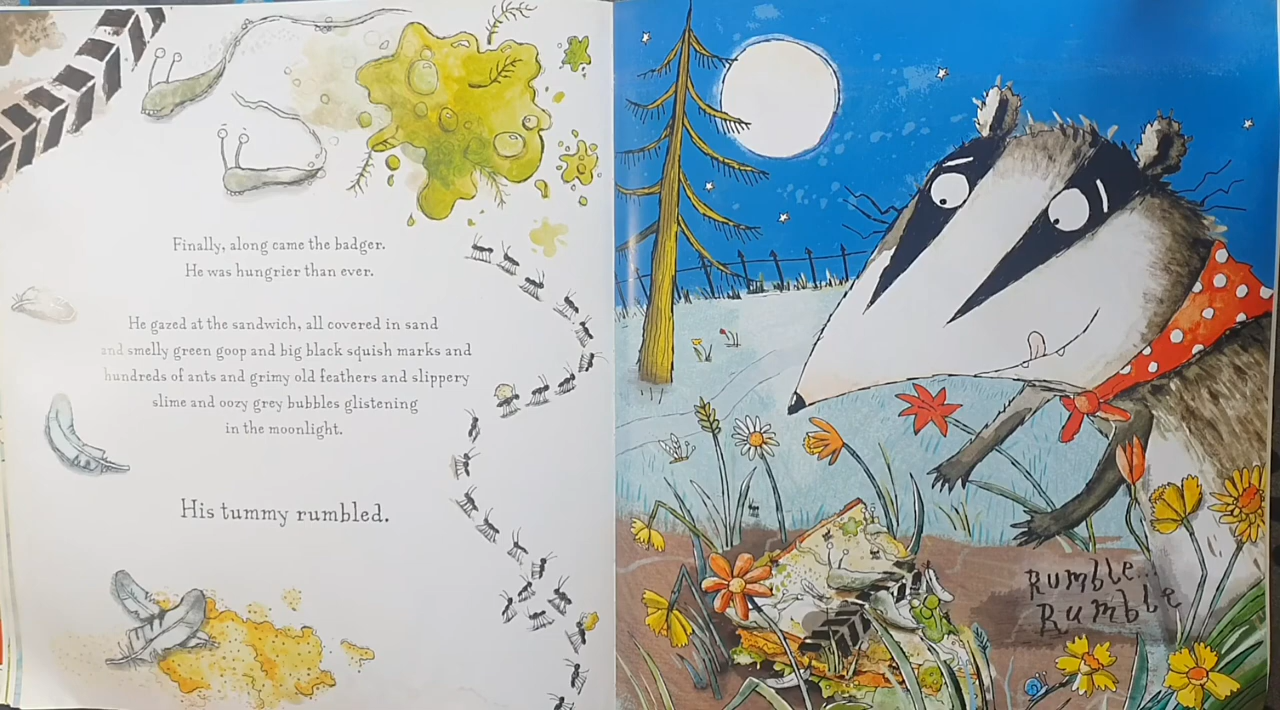 Finally, along came the badger.
He was hungrier than ever.
He gazed at the sandwich, all covered in sand
and smelly green goop and big black squish marks and
hundreds of ants and grimy old feathers and slippery
slime and oozy grey bubbles glistening
in the moonlight.
His tummy rumbled.
Rumble...
Rumble